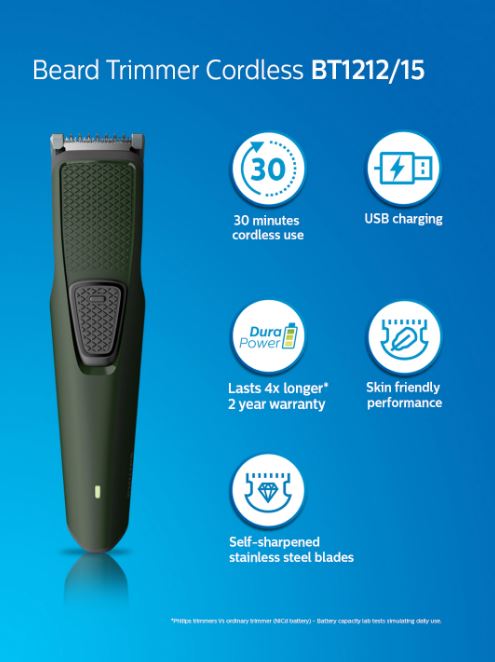 Beard Trimmer Cordless BT1212/15
30
30 minutes
cordless use
USB charging
Dura
Power
Lasts 4x longer*
2 year warranty
Skin friendly
performance
Self-sharpened
stainless steel blades
*Philips trimmers Vs ordinary trimmer (NiCd battery) - Battery capacity lab tests simulating daily use.